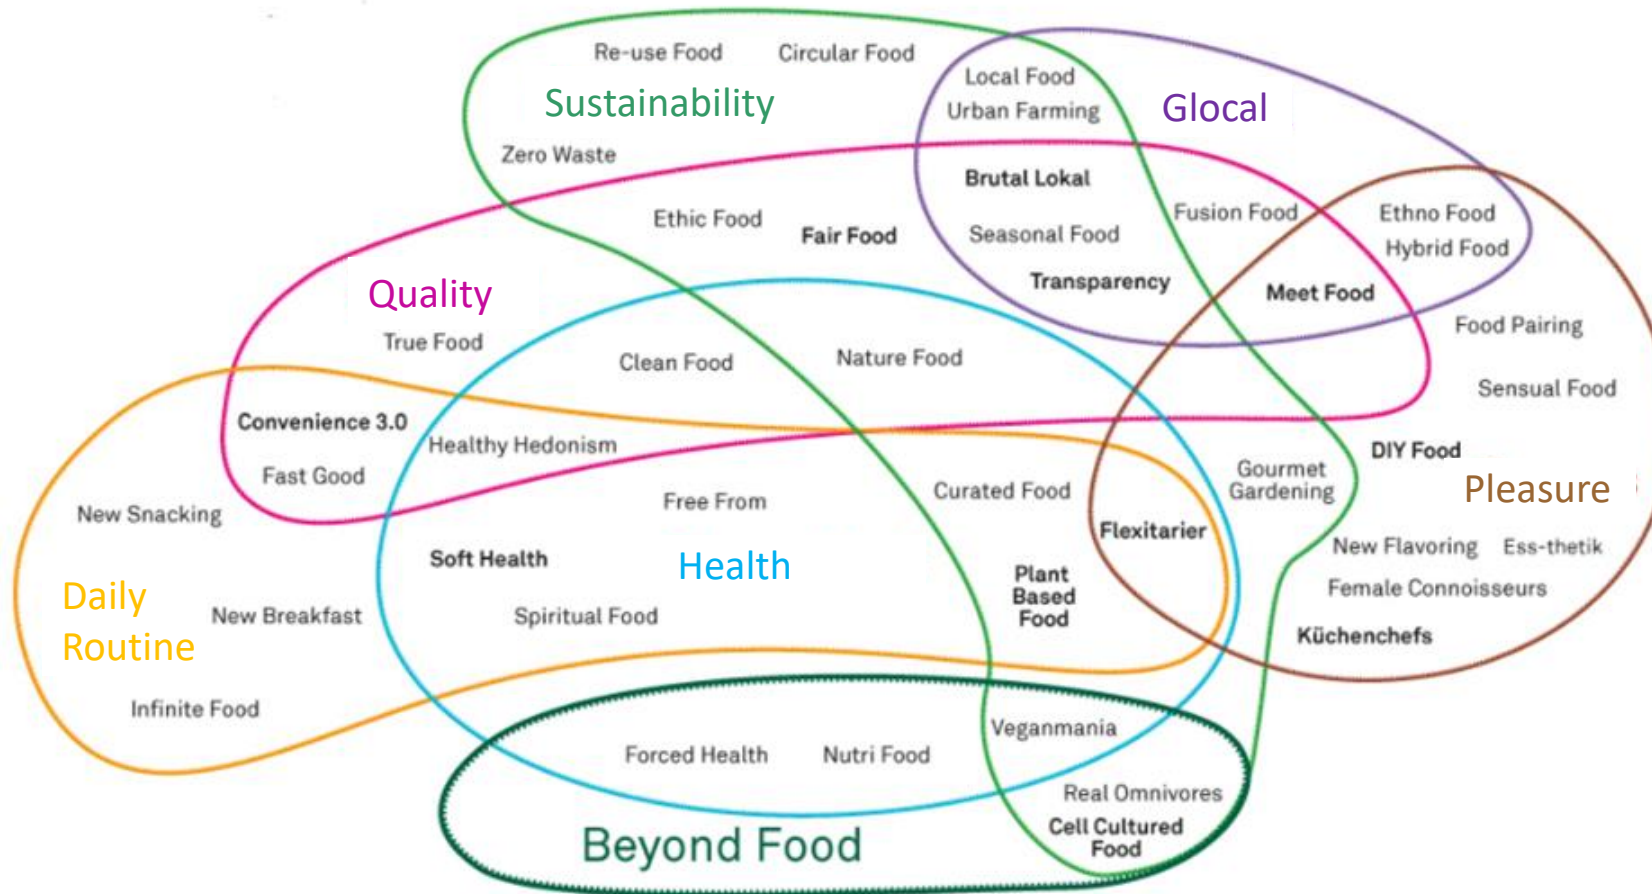 Re-use Food
Circular Food
Local Food
Sustainability
Urban Farming
Glocal
Zero Waste
Brutal Lokal
Ethic Food
Fair Food
Seasonal Food
Fusion Food
Ethno Food
Hybrid Food
Quality
Transparency
Meet Food
True Food
Clean Food
Nature Food
Food Pairing
Sensual Food
Convenience 3.0
Healthy Hedonism
Fast Good
DIY Food
New Snacking
Free From
Curated Food
Gourmet
Gardening
Pleasure
Soft Health
Health
Flexitarier
New Flavoring
Ess-thetik
Daily
Routine
New Breakfast
Spiritual Food
Plant
Based
Food
Female Connoisseurs
Küchenchefs
Infinite Food
Forced Health
Nutri Food
Veganmania
Real Omnivores
Beyond Food
Cell Cultured
Food